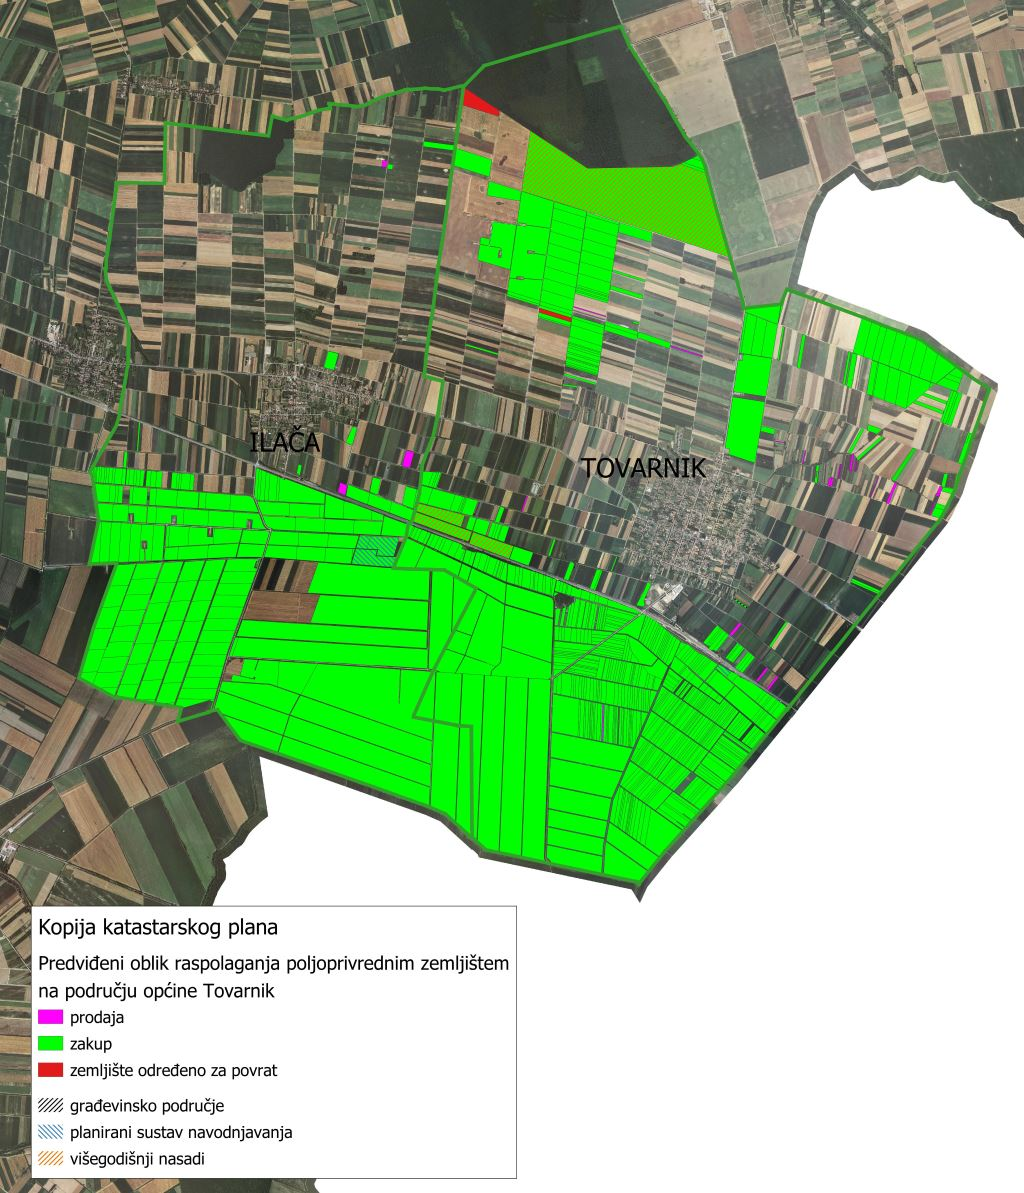 ILAČA
TOVARNIK
Kopija katastarskog plana
Predviđeni oblik raspolaganja poljoprivrednim zemljištem
na području općine Tovarnik
prodaja
zakup
zemljište određeno za povrat
građevinsko područje
planirani sustav navodnjavanja
višegodišnji nasadi